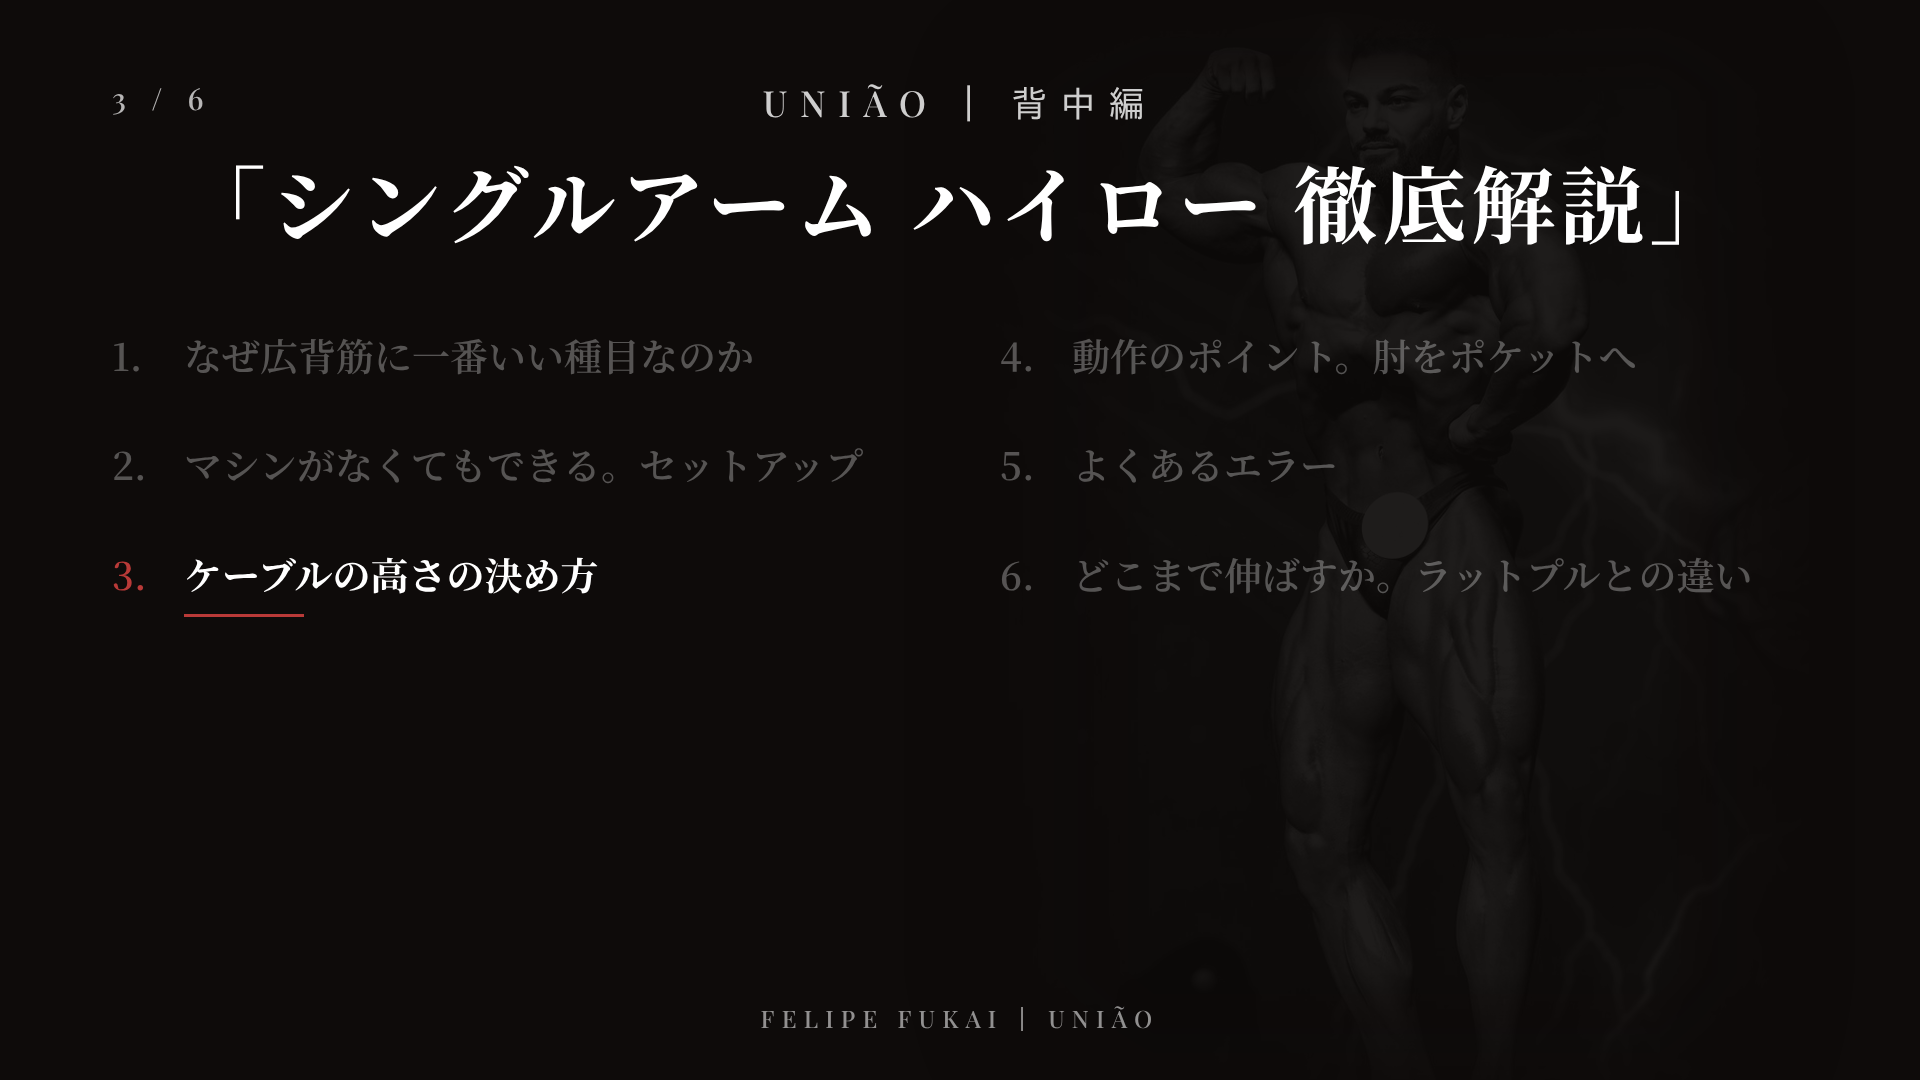 3 / 6
UNIÃO | 背中編
「シングルアーム ハイロー 徹底解説」
1. なぜ広背筋に一番いい種目なのか
2. マシンがなくてもできる。セットアップ
3. ケーブルの高さの決め方
4. 動作のポイント。肘をポケットへ
5. よくあるエラー
6. どこまで伸ばすか。ラットプルとの違い
FELIPE FUKAI | UNIÃO